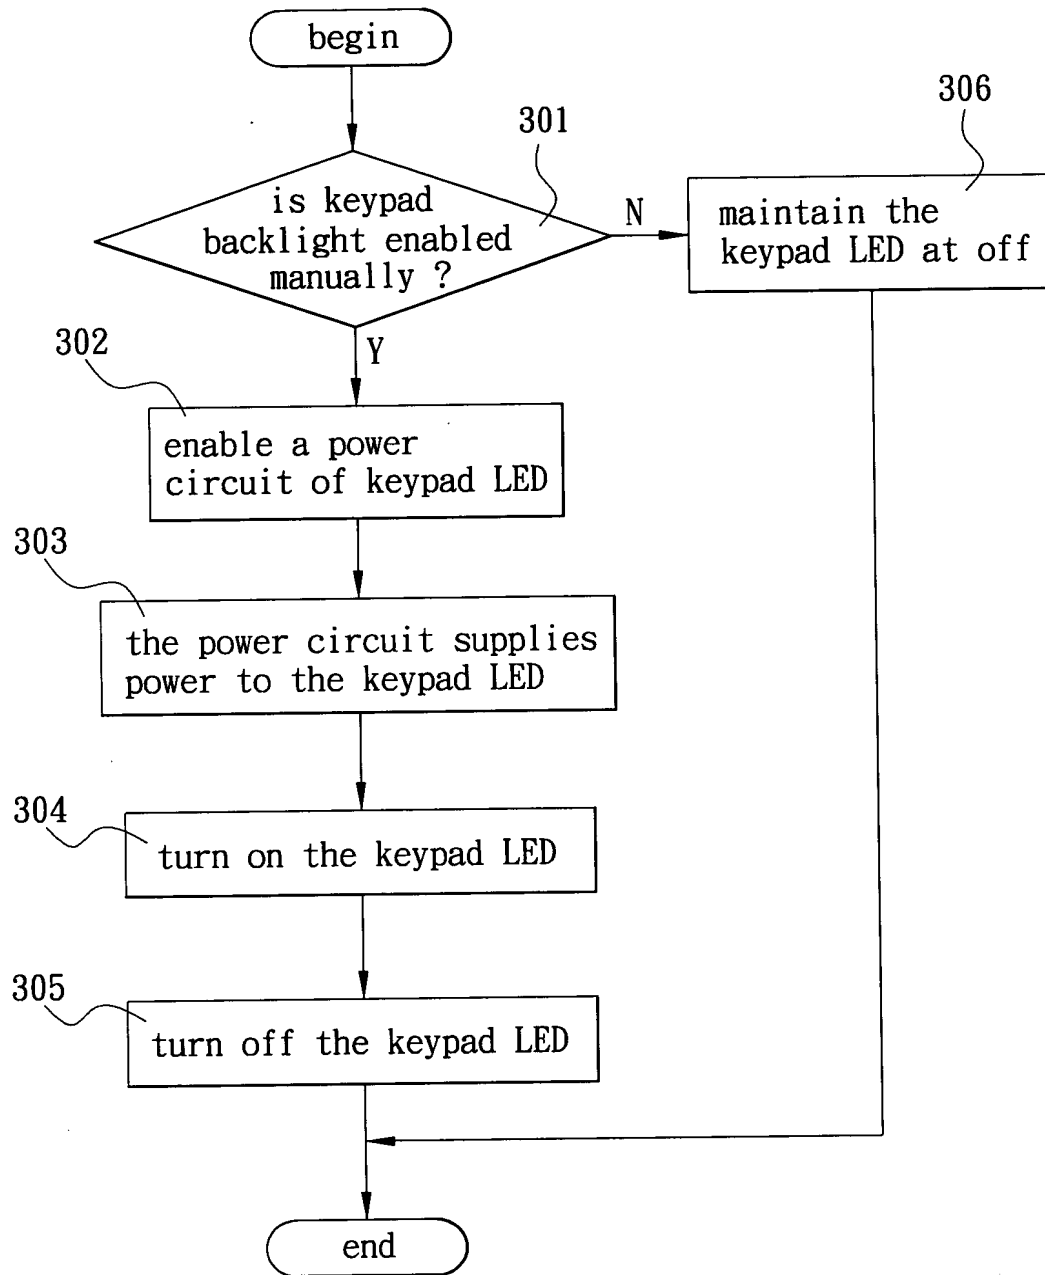 begin
301
is keypad
backlight enabled
manually ?
N
306
maintain the
keypad LED at off
Y
302
enable a power
circuit of keypad LED
303
the power circuit supplies
power to the keypad LED
304
turn on the keypad LED
305
turn off the keypad LED
end